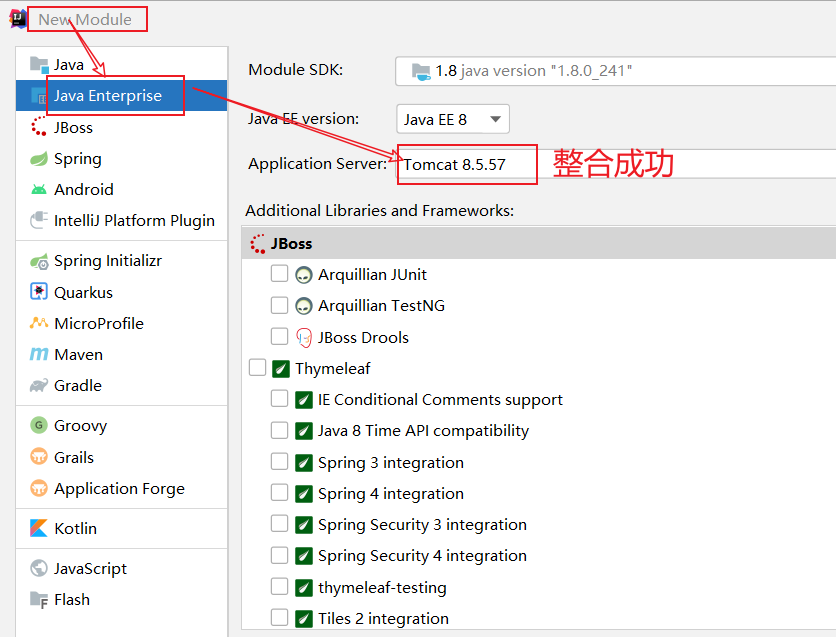 New Module
Java
Java Enterprise
JBoss
Spring
Android
IntelliJ Platform Plugin
Spring Initializr
Quarkus
MicroProfile
Maven
Gradle
Groovy
Grails
Application Forge
Kotlin
JavaScript
Flash
Module SDK:
1.8 java version "1.8.0_241"
Java EE version:
Java EE 8
Application Server:
Tomcat 8.5.57
整合成功
Additional Libraries and Frameworks:
JBoss
Arquillian JUnit
Arquillian TestNG
JBoss Drools
Thymeleaf
IE Conditional Comments support
Java 8 Time API compatibility
Spring 3 integration
Spring 4 integration
Spring Security 3 integration
Spring Security 4 integration
thymeleaf-testing
Tiles 2 integration